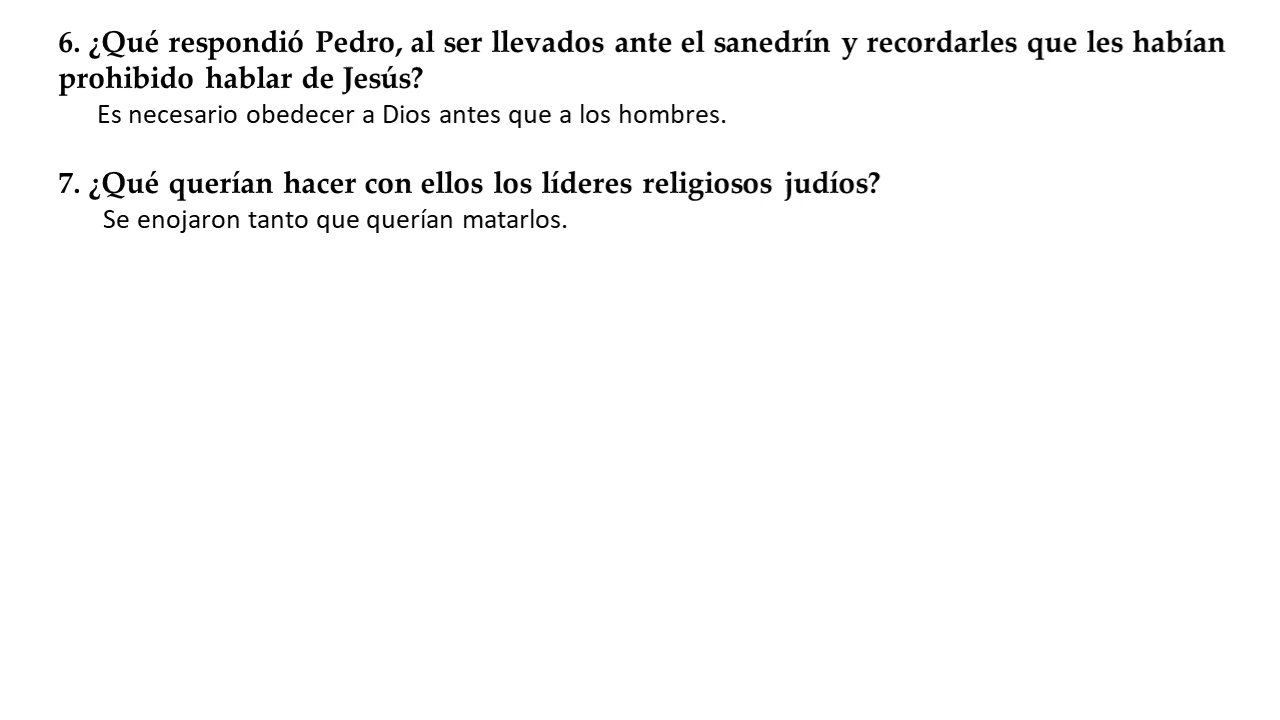 6. ¿Qué respondió Pedro, al ser llevados ante el sanedrín y recordarles que les habían
prohibido hablar de Jesús?
Es necesario obedecer a Dios antes que a los hombres.
7. ¿Qué querían hacer con ellos los líderes religiosos judíos?
Se enojaron tanto que querían matarlos.